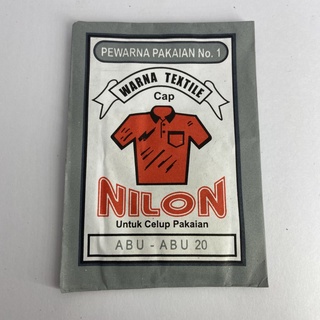 PEWARNA PAKAIAN No. 1
WARNA TEXTILE
Cap
NILON
Untuk Celup Pakaian
ABU - ABU 20